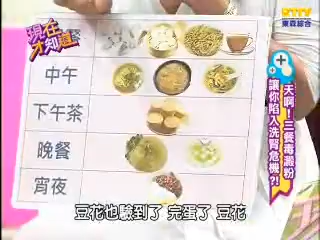 ETTV
東森綜合
現在才知道
中午
下午茶
晚餐
宵夜
天啊!三餐毒澱粉
讓你陷入洗腎危機?!
豆花也驗到了 完蛋了 豆花